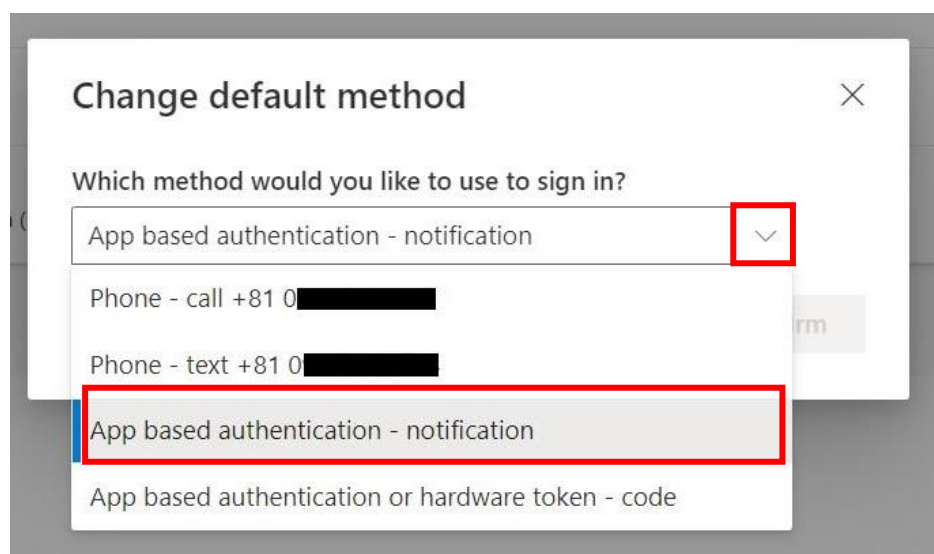 Change default method
Which method would you like to use to sign in?
App based authentication - notification
Phone - call +81 0
Phone - text +81 0
rm
App based authentication - notification
App based authentication or hardware token - code